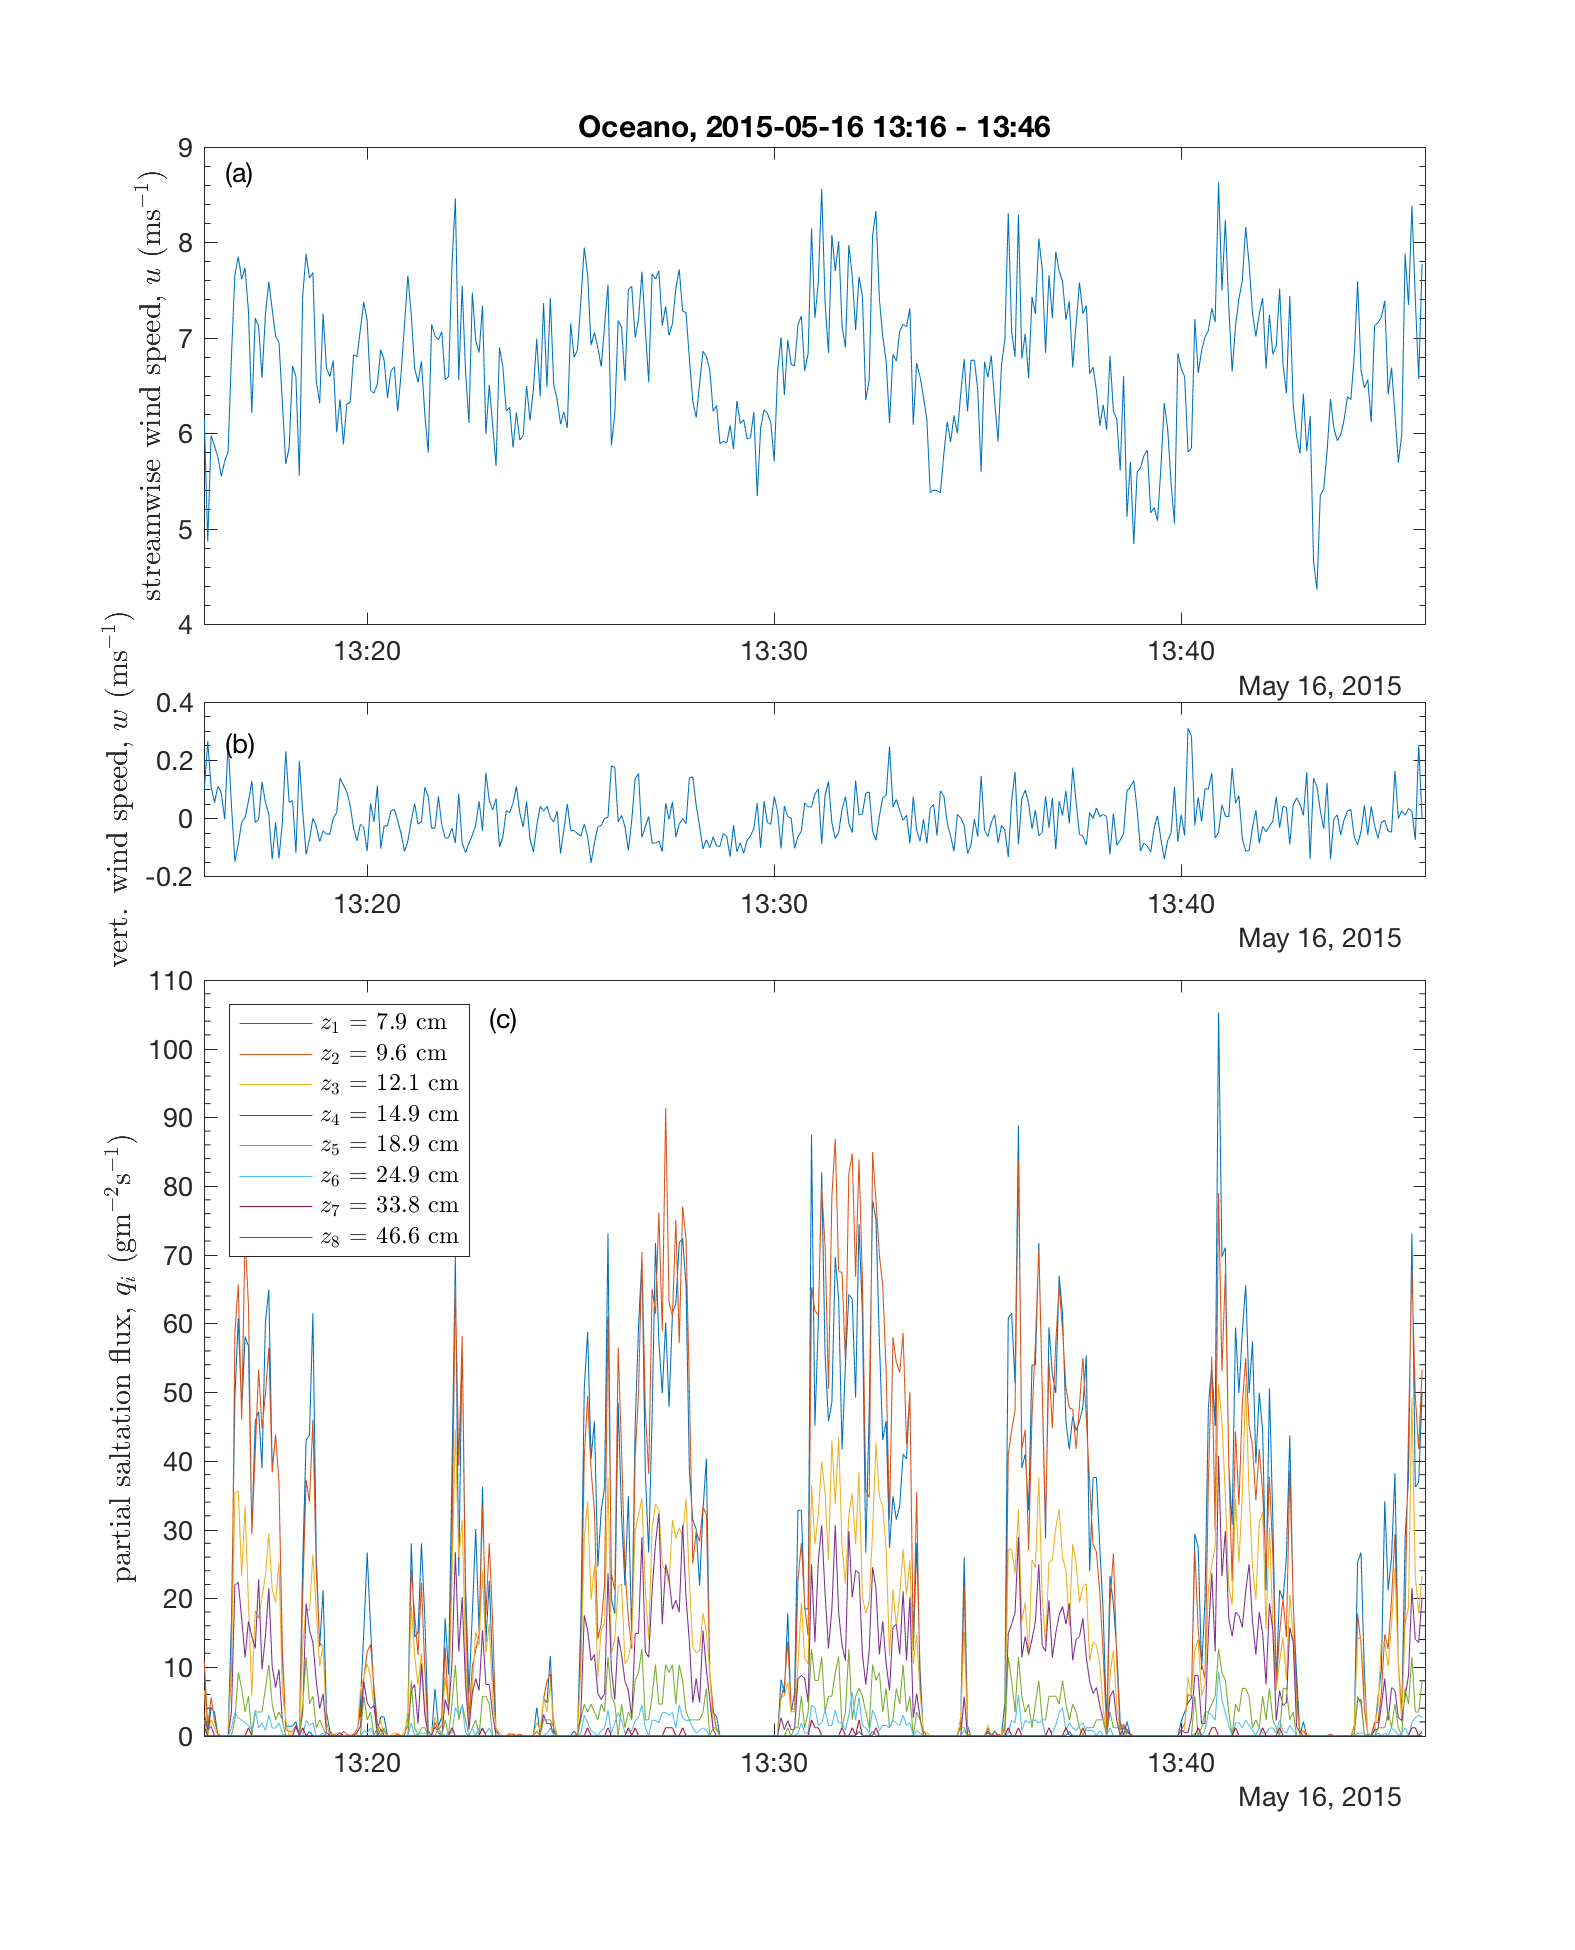 Oceano, 2015-05-16 13:16 - 13:46
(a)
streamwise wind speed, u (ms⁻¹)
9
8
7
6
5
4
13:20 13:30 13:40
May 16, 2015
(b)
vert. wind speed, w (ms⁻¹)
0.4
0.2
0
-0.2
13:20 13:30 13:40
May 16, 2015
(c)
partial saltation flux, qᵢ (gm⁻²s⁻¹)
110
100
90
80
70
60
50
40
30
20
10
0
z₁ = 7.9 cm
z₂ = 9.6 cm
z₃ = 12.1 cm
z₄ = 14.9 cm
z₅ = 18.9 cm
z₆ = 24.9 cm
z₇ = 33.8 cm
z₈ = 46.6 cm
13:20 13:30 13:40
May 16, 2015